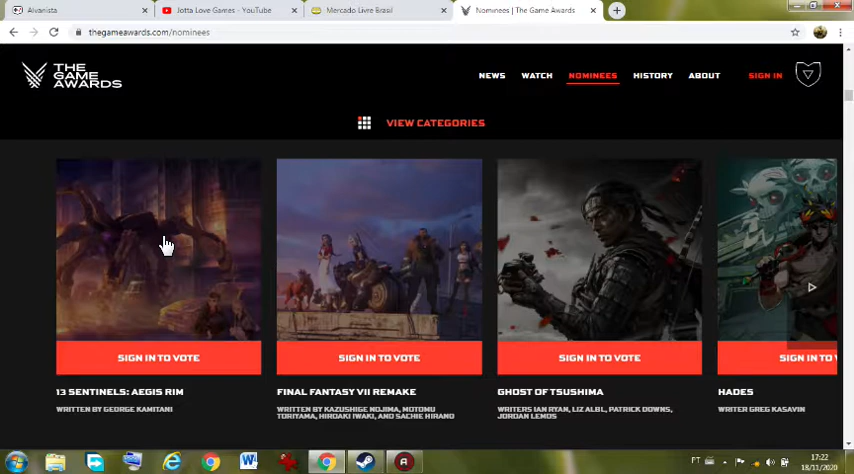 Alvanista
Jotta Love Games - YouTube
Mercado Livre Brasil
Nominees | The Game Awards
thegameawards.com/nominees
THE
GAME
AWARDS
NEWS WATCH NOMINEES HISTORY ABOUT SIGN IN
VIEW CATEGORIES
SIGN IN TO VOTE
SIGN IN TO VOTE
SIGN IN TO VOTE
SIGN IN TO V
13 SENTINELS: AEGIS RIM
WRITTEN BY GEORGE KAMITANI
FINAL FANTASY VII REMAKE
WRITTEN BY KAZUSHIGE NOJIMA, MOTOMU
TORIYAMA, HIROAKI IWAKI, AND SACHIE HIRANO
GHOST OF TSUSHIMA
WRITERS IAN RYAN, LIZ ALBL, PATRICK DOWNS,
JORDAN LEMOS
HADES
WRITER GREG KASAVIN
PT
17:22
18/11/2020